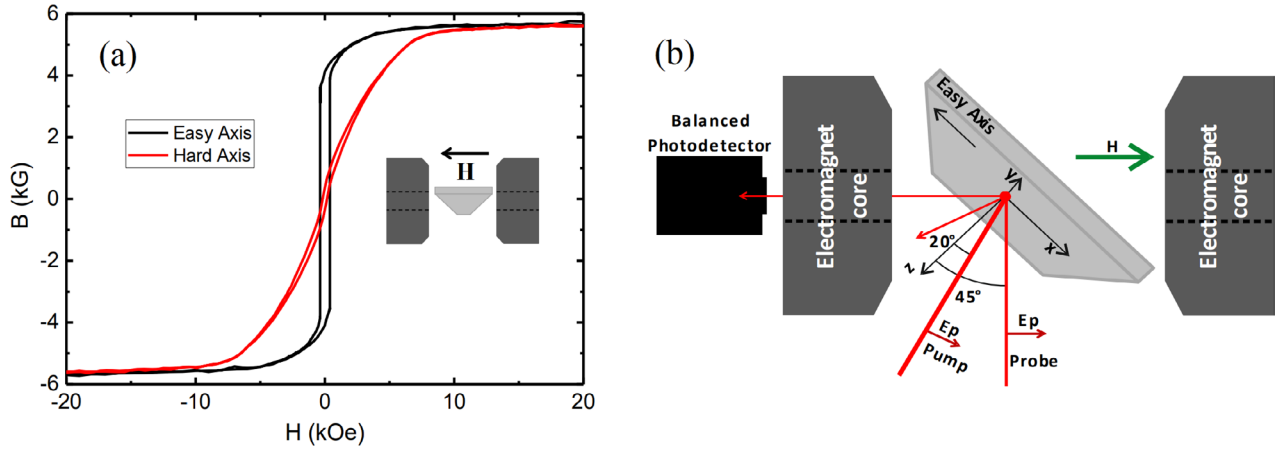 (a)
6
4
2
0
-2
-4
-6
B (kG)
-20
-10
0
10
20
H (kOe)
Easy Axis
Hard Axis
H
(b)
Balanced
Photodetector
Electromagnet
core
Easy Axis
H
Electromagnet
core
y
x
z
20°
45°
Ep
Pump
Ep
Probe